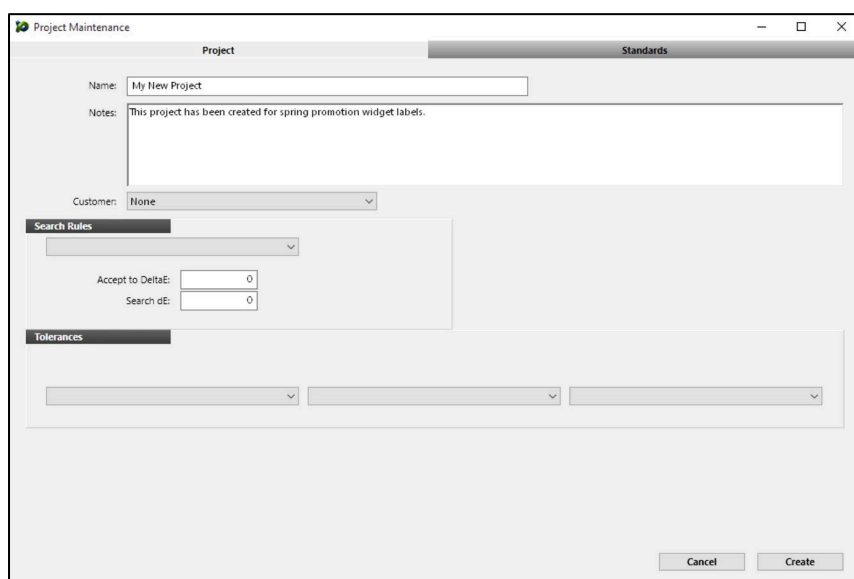 Project Maintenance
Project Standards
Name: My New Project
Notes: This project has been created for spring promotion widget labels.
Customer: None
Search Rules
Accept to DeltaE: 0
Search dE: 0
Tolerances
Cancel Create